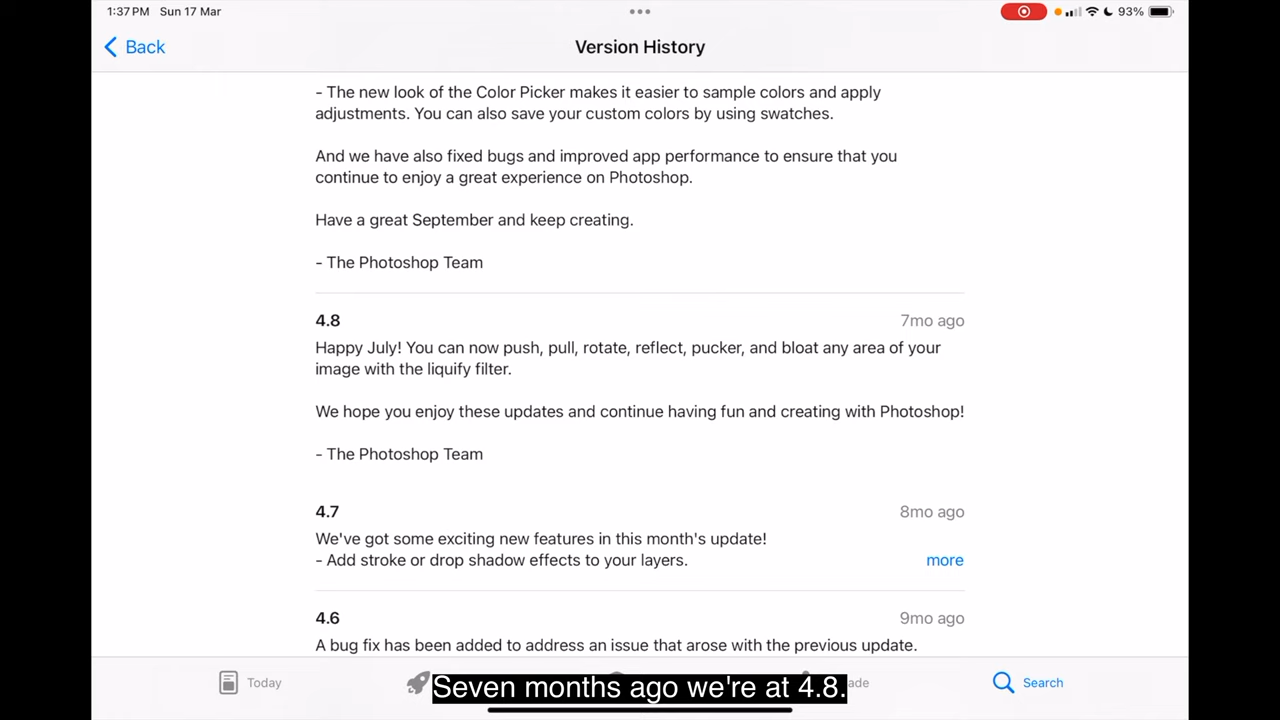 1:37 PM Sun 17 Mar
93%
Back
Version History
- The new look of the Color Picker makes it easier to sample colors and apply
adjustments. You can also save your custom colors by using swatches.
And we have also fixed bugs and improved app performance to ensure that you
continue to enjoy a great experience on Photoshop.
Have a great September and keep creating.
- The Photoshop Team
4.8 7mo ago
Happy July! You can now push, pull, rotate, reflect, pucker, and bloat any area of your
image with the liquify filter.
We hope you enjoy these updates and continue having fun and creating with Photoshop!
- The Photoshop Team
4.7 8mo ago
We've got some exciting new features in this month's update!
- Add stroke or drop shadow effects to your layers. more
4.6 9mo ago
A bug fix has been added to address an issue that arose with the previous update.
Today Search
Seven months ago we're at 4.8.